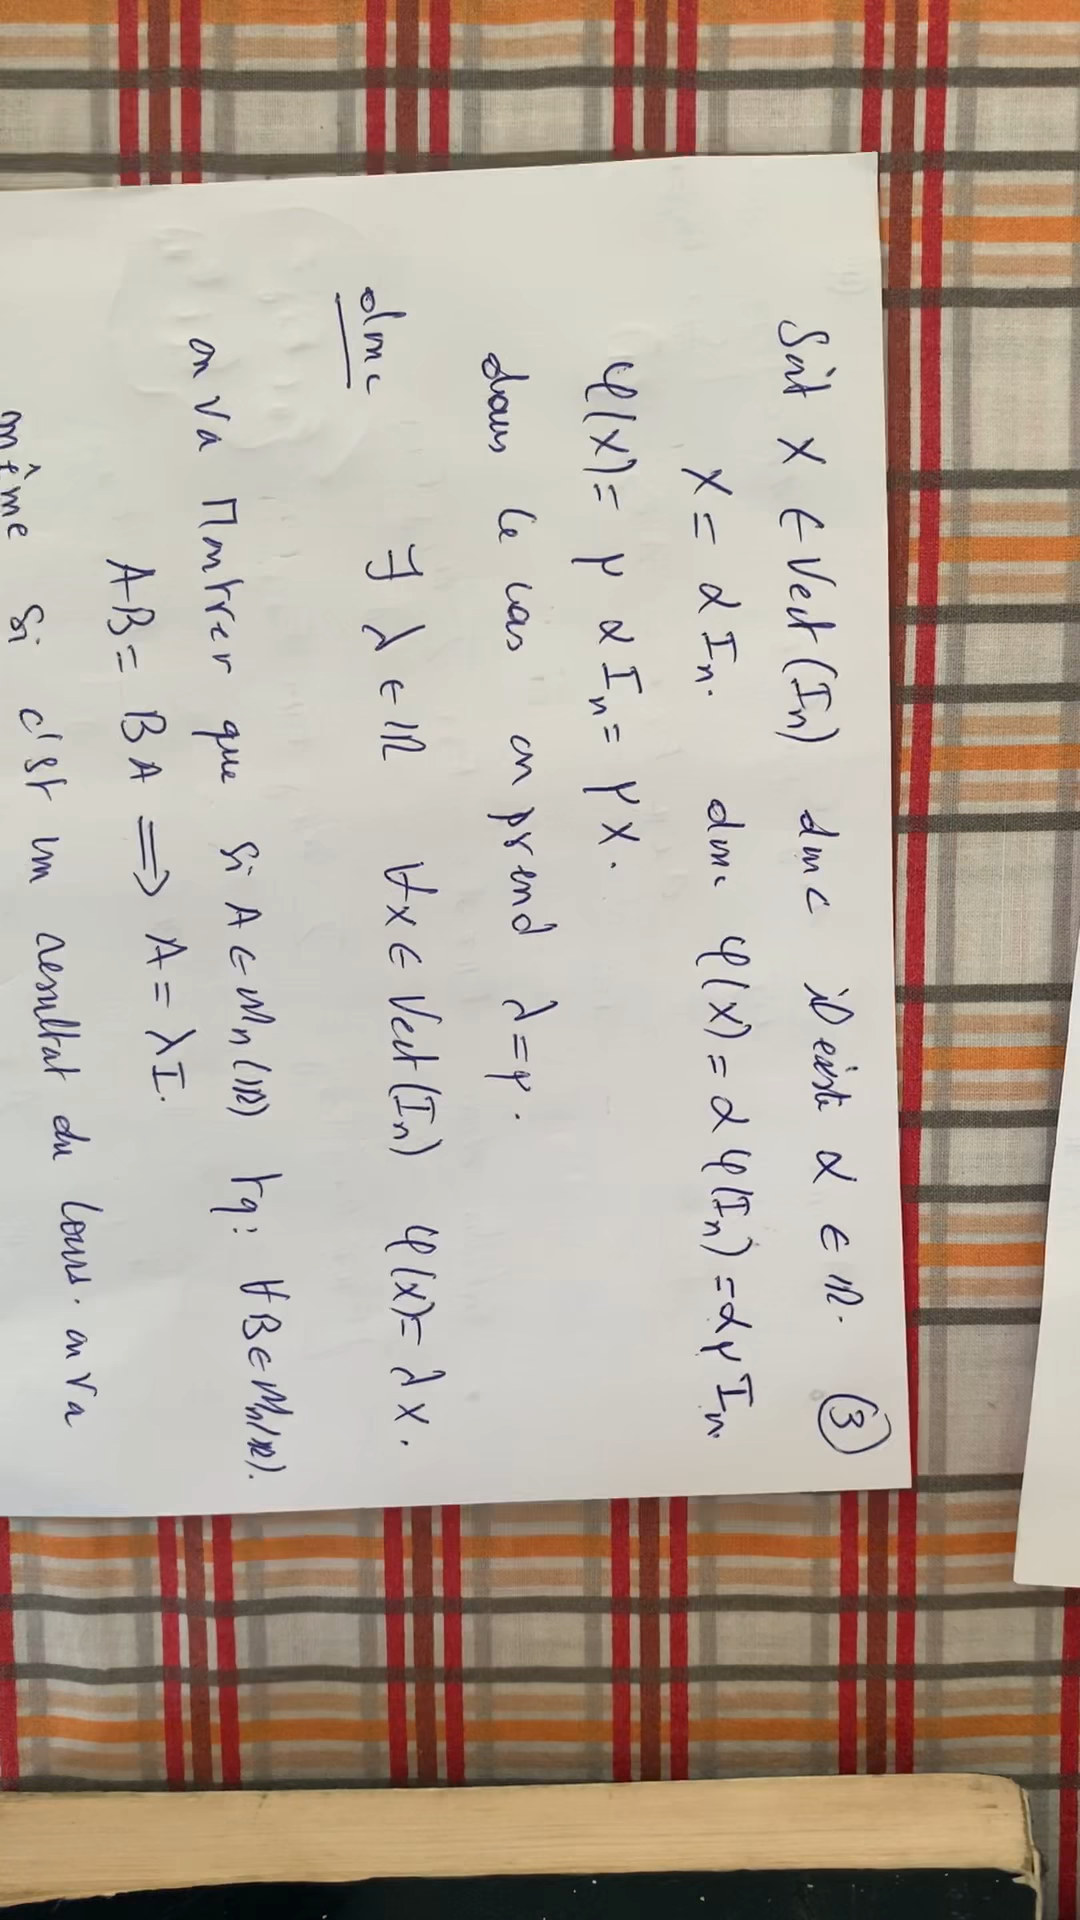 ③
Soit X ∈ Vect(In) donc il existe α ∈ ℝ.
X = α In. donc φ(X) = α φ(In) = α μ In.
φ(X) = μ α In = μ X.
dans ce cas on prend λ = μ.
donc ∃ λ ∈ ℝ ∀x ∈ Vect(In) φ(X) = λ X.
on va Montrer que si A ∈ Mn(ℝ) tq: ∀B ∈ Mn(ℝ).
AB = BA ⟹ A = λI.
même si c'est un resultat du cours. on va